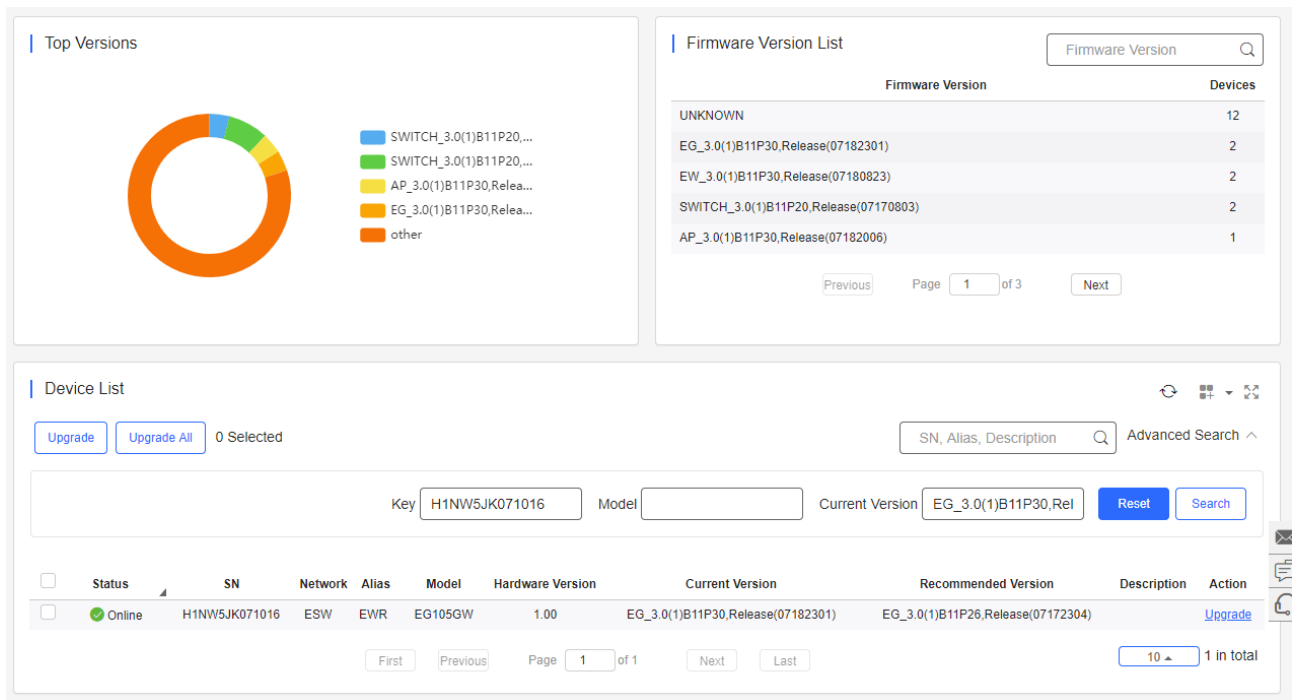 Top Versions
SWITCH_3.0(1)B11P20,...
SWITCH_3.0(1)B11P20,...
AP_3.0(1)B11P30,Relea...
EG_3.0(1)B11P30,Relea...
other
Firmware Version List
Firmware Version
Firmware Version Devices
UNKNOWN 12
EG_3.0(1)B11P30,Release(07182301) 2
EW_3.0(1)B11P30,Release(07180823) 2
SWITCH_3.0(1)B11P20,Release(07170803) 2
AP_3.0(1)B11P30,Release(07182006) 1
Previous Page 1 of 3 Next
Device List
Upgrade Upgrade All 0 Selected SN, Alias, Description Advanced Search
Key H1NW5JK071016 Model Current Version EG_3.0(1)B11P30,Rel Reset Search
Status SN Network Alias Model Hardware Version Current Version Recommended Version Description Action
Online H1NW5JK071016 ESW EWR EG105GW 1.00 EG_3.0(1)B11P30,Release(07182301) EG_3.0(1)B11P26,Release(07172304) Upgrade
First Previous Page 1 of 1 Next Last 10 1 in total